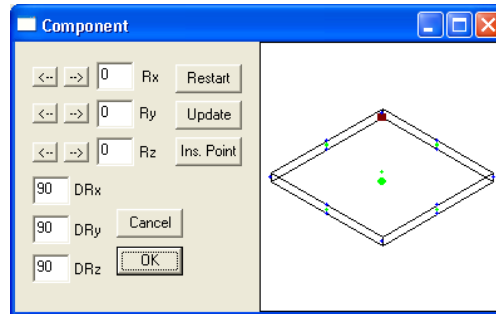 Component
<-- --> 0 Rx Restart
<-- --> 0 Ry Update
<-- --> 0 Rz Ins. Point
90 DRx
90 DRy Cancel
90 DRz OK